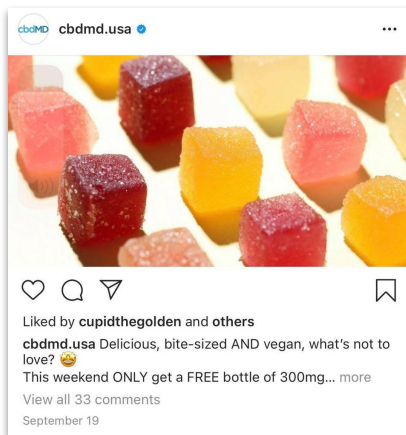 cbdMD cbdmd.usa
Liked by cupidthegolden and others
cbdmd.usa Delicious, bite-sized AND vegan, what's not to
love? 🤩
This weekend ONLY get a FREE bottle of 300mg... more
View all 33 comments
September 19